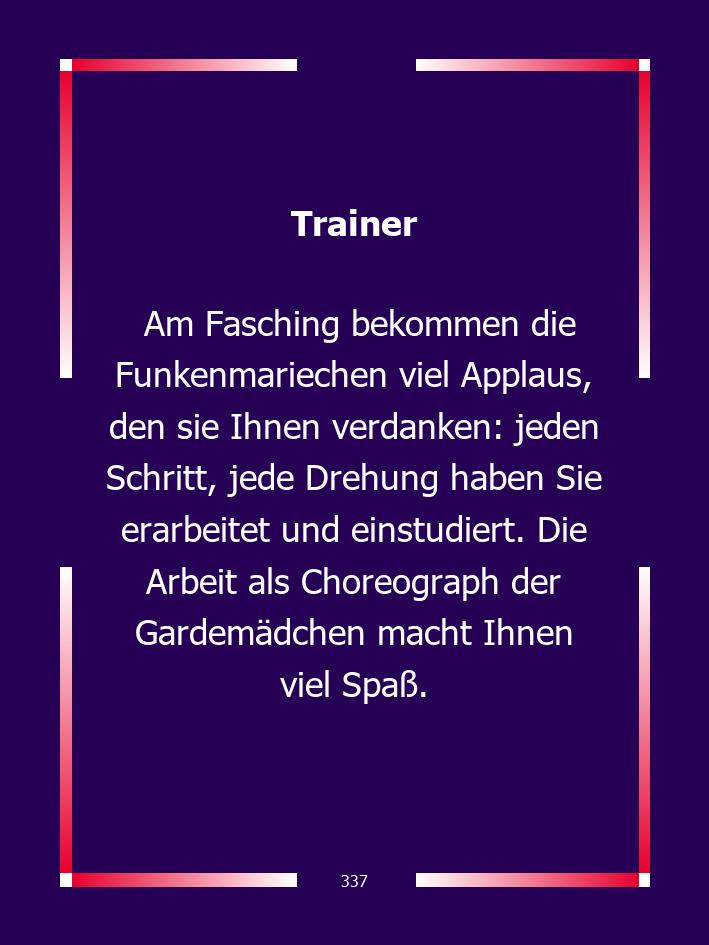 Trainer
Am Fasching bekommen die
Funkenmariechen viel Applaus,
den sie Ihnen verdanken: jeden
Schritt, jede Drehung haben Sie
erarbeitet und einstudiert. Die
Arbeit als Choreograph der
Gardemädchen macht Ihnen
viel Spaß.
337